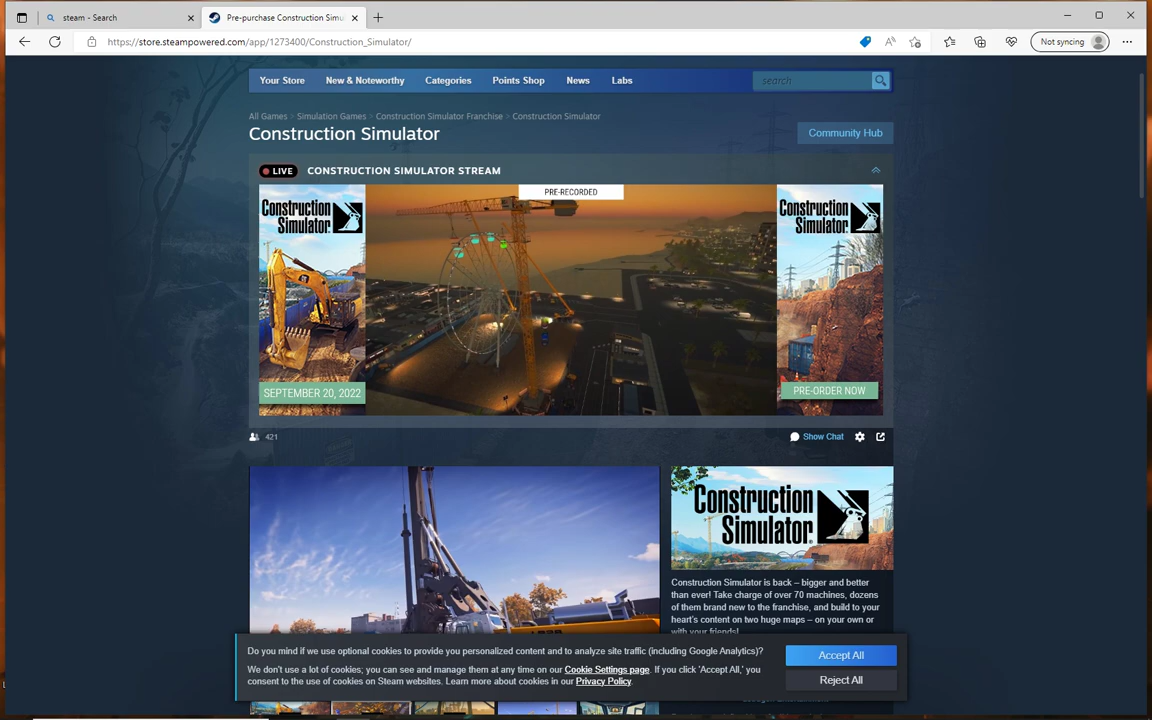 steam - Search
Pre-purchase Construction Simul
https://store.steampowered.com/app/1273400/Construction_Simulator/
Not syncing
Your Store
New & Noteworthy
Categories
Points Shop
News
Labs
search
All Games > Simulation Games > Construction Simulator Franchise > Construction Simulator
Construction Simulator
Community Hub
LIVE
CONSTRUCTION SIMULATOR STREAM
PRE-RECORDED
Construction
Simulator
Construction
Simulator
SEPTEMBER 20, 2022
PRE-ORDER NOW
421
Show Chat
Construction
Simulator
Construction Simulator is back – bigger and better
than ever! Take charge of over 70 machines, dozens
of them brand new to the franchise, and build to your
heart's content on two huge maps – on your own or
with your friends!
Do you mind if we use optional cookies to provide you personalized content and to analyze site traffic (including Google Analytics)?
We don't use a lot of cookies; you can see and manage them at any time on our Cookie Settings page. If you click 'Accept All,' you
consent to the use of cookies on Steam websites. Learn more about cookies in our Privacy Policy.
Accept All
Reject All